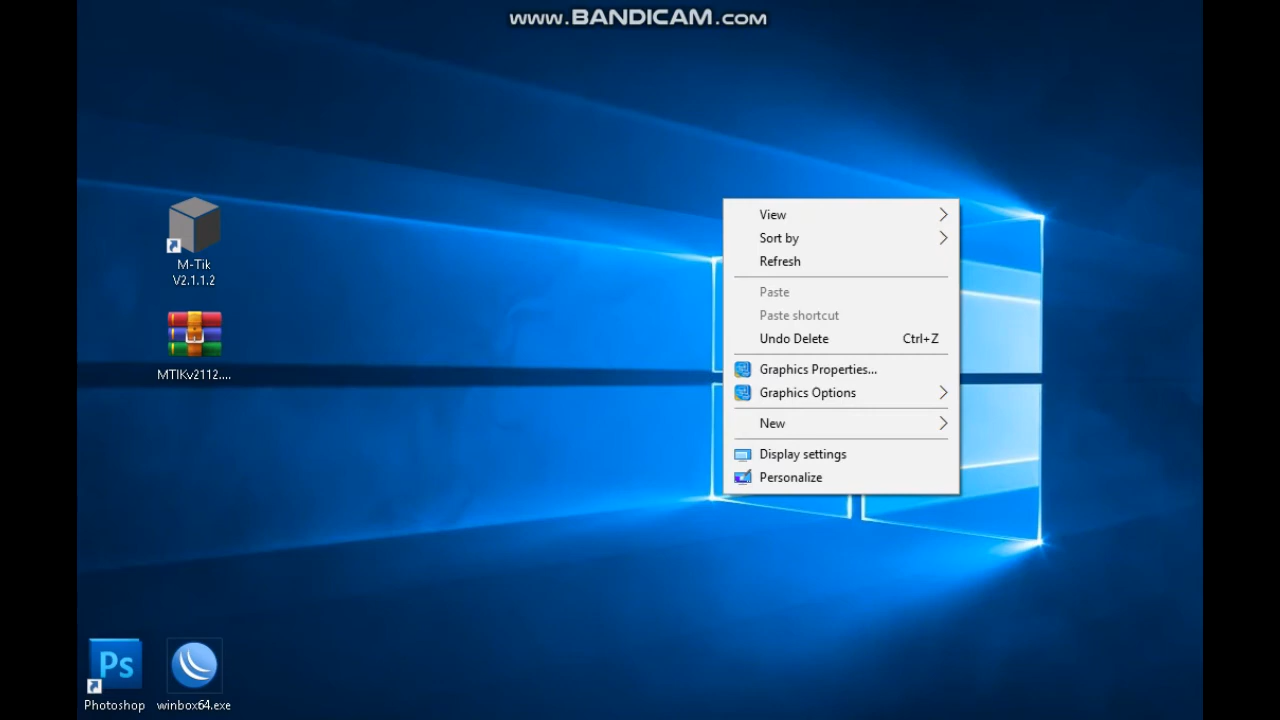 www.BANDICAM.com
M-Tik
V2.1.1.2
MTIKv2112....
View
Sort by
Refresh
Paste
Paste shortcut
Undo Delete Ctrl+Z
Graphics Properties...
Graphics Options
New
Display settings
Personalize
Ps
Photoshop
winbox64.exe